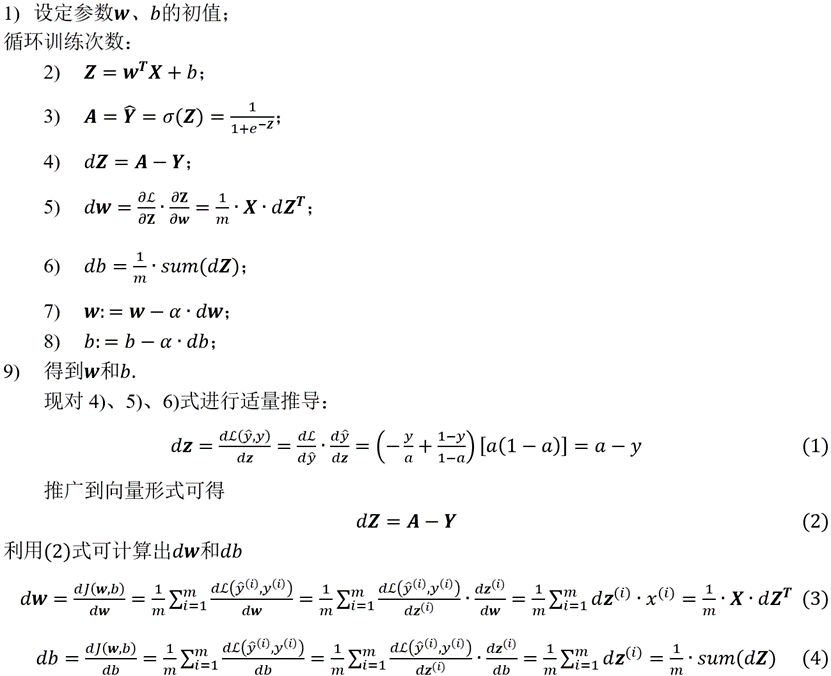 1) 设定参数𝒘、𝑏的初值；
循环训练次数：
2) 𝒁 = 𝒘ᵀ𝑿 + 𝑏；
3) 𝑨 = 𝒀̂ = 𝜎(𝒁) = 1/(1+𝑒^(−𝑍))；
4) 𝑑𝒁 = 𝑨 − 𝒀；
5) 𝑑𝒘 = ∂ℒ/∂𝐙 · ∂𝐙/∂𝒘 = 1/𝑚 · 𝑿 · 𝑑𝒁ᵀ；
6) 𝑑𝑏 = 1/𝑚 · 𝑠𝑢𝑚(𝑑𝒁)；
7) 𝒘: = 𝒘 − 𝛼 · 𝑑𝒘；
8) 𝑏: = 𝑏 − 𝛼 · 𝑑𝑏；
9) 得到𝒘和𝑏.
现对 4)、5)、6)式进行适量推导：
𝑑𝒛 = 𝑑ℒ(𝑦̂,𝑦)/𝑑𝒛 = 𝑑ℒ/𝑑𝑦̂ · 𝑑𝑦̂/𝑑𝒛 = (−𝑦/𝑎 + (1−𝑦)/(1−𝑎)) [𝑎(1 − 𝑎)] = 𝑎 − 𝑦 (1)
推广到向量形式可得
𝑑𝒁 = 𝑨 − 𝒀 (2)
利用(2)式可计算出𝑑𝒘和𝑑𝑏
𝑑𝒘 = 𝑑𝐽(𝒘,𝑏)/𝑑𝒘 = 1/𝑚 ∑_{𝑖=1}^{𝑚} 𝑑ℒ(𝑦̂^(𝑖),𝑦^(𝑖))/𝑑𝒘 = 1/𝑚 ∑_{𝑖=1}^{𝑚} 𝑑ℒ(𝑦̂^(𝑖),𝑦^(𝑖))/𝑑𝒛^(𝑖) · 𝑑𝒛^(𝑖)/𝑑𝒘 = 1/𝑚 ∑_{𝑖=1}^{𝑚} 𝑑𝒛^(𝑖) · 𝑥^(𝑖) = 1/𝑚 · 𝑿 · 𝑑𝒁ᵀ (3)
𝑑𝑏 = 𝑑𝐽(𝒘,𝑏)/𝑑𝑏 = 1/𝑚 ∑_{𝑖=1}^{𝑚} 𝑑ℒ(𝑦̂^(𝑖),𝑦^(𝑖))/𝑑𝑏 = 1/𝑚 ∑_{𝑖=1}^{𝑚} 𝑑ℒ(𝑦̂^(𝑖),𝑦^(𝑖))/𝑑𝒛^(𝑖) · 𝑑𝒛^(𝑖)/𝑑𝑏 = 1/𝑚 ∑_{𝑖=1}^{𝑚} 𝑑𝒛^(𝑖) = 1/𝑚 · 𝑠𝑢𝑚(𝑑𝒁) (4)